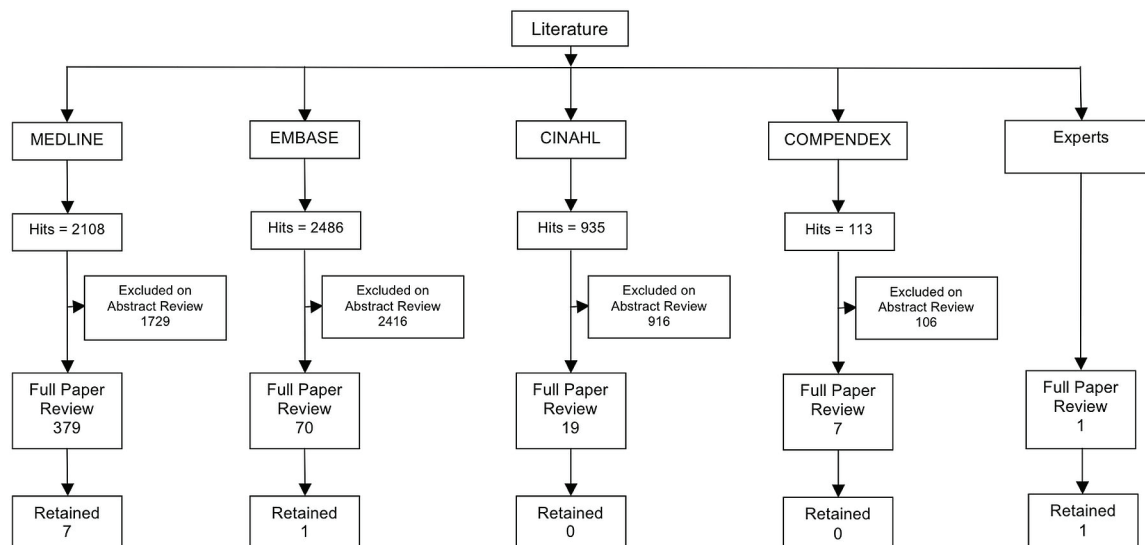 Literature
MEDLINE
EMBASE
CINAHL
COMPENDEX
Experts
Hits = 2108
Hits = 2486
Hits = 935
Hits = 113
Excluded on
Abstract Review
1729
Excluded on
Abstract Review
2416
Excluded on
Abstract Review
916
Excluded on
Abstract Review
106
Full Paper
Review
379
Full Paper
Review
70
Full Paper
Review
19
Full Paper
Review
7
Full Paper
Review
1
Retained
7
Retained
1
Retained
0
Retained
0
Retained
1